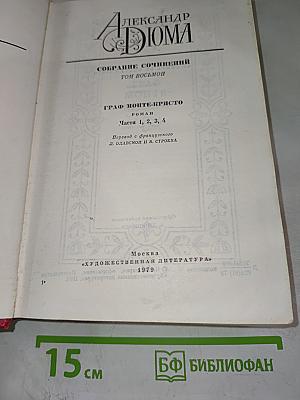 АЛЕКСАНДР
ДЮМА
СОБРАНИЕ СОЧИНЕНИЙ
ТОМ ВОСЬМОЙ
ГРАФ МОНТЕ-КРИСТО
РОМАН
Части 1, 2, 3, 4
Перевод с французского
Л. ОЛАВСКОЙ И В. СТРОЕВА
Москва
«ХУДОЖЕСТВЕННАЯ ЛИТЕРАТУРА»
1979
1*
15 см
БФ БИБЛИОФАН